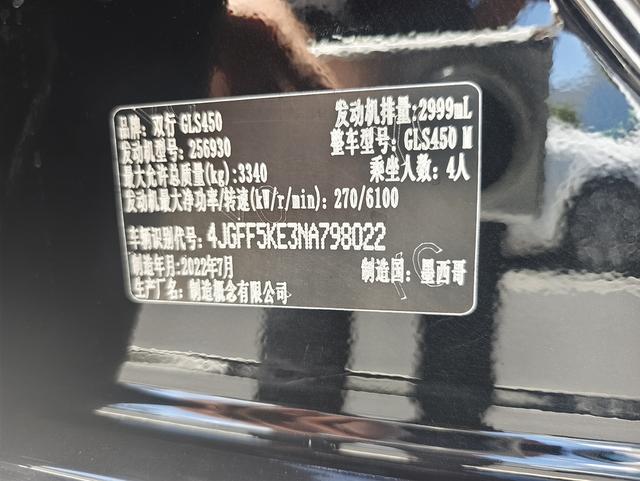 品牌: 双行 GLS450 发动机排量:2999mL
发动机型号: 256930 整车型号: GLS450 M
最大允许总质量(kg):3340 乘坐人数: 4人
发动机最大净功率/转速(kW/r/min): 270/6100
车辆识别代号: 4JGFF5KE3NA798022
制造年月:2022年7月 制造国: 墨西哥
生产厂名: 制造概念有限公司